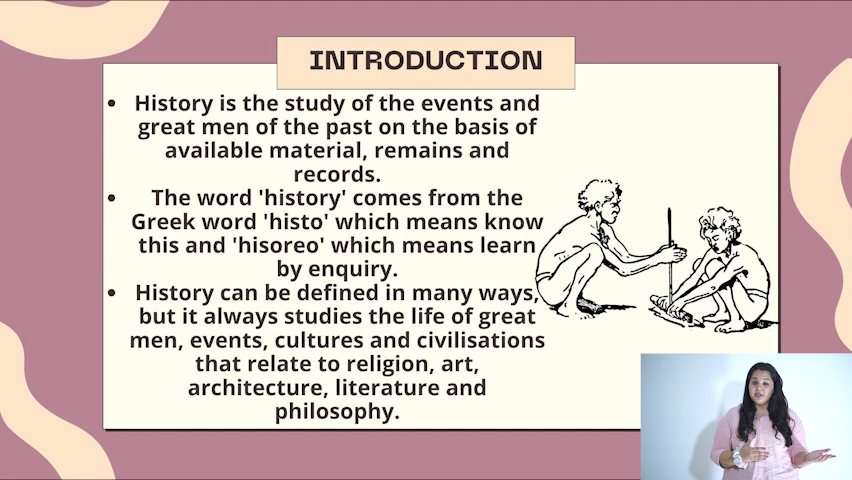 INTRODUCTION
• History is the study of the events and
great men of the past on the basis of
available material, remains and
records.
• The word 'history' comes from the
Greek word 'histo' which means know
this and 'hisoreo' which means learn
by enquiry.
• History can be defined in many ways,
but it always studies the life of great
men, events, cultures and civilisations
that relate to religion, art,
architecture, literature and
philosophy.